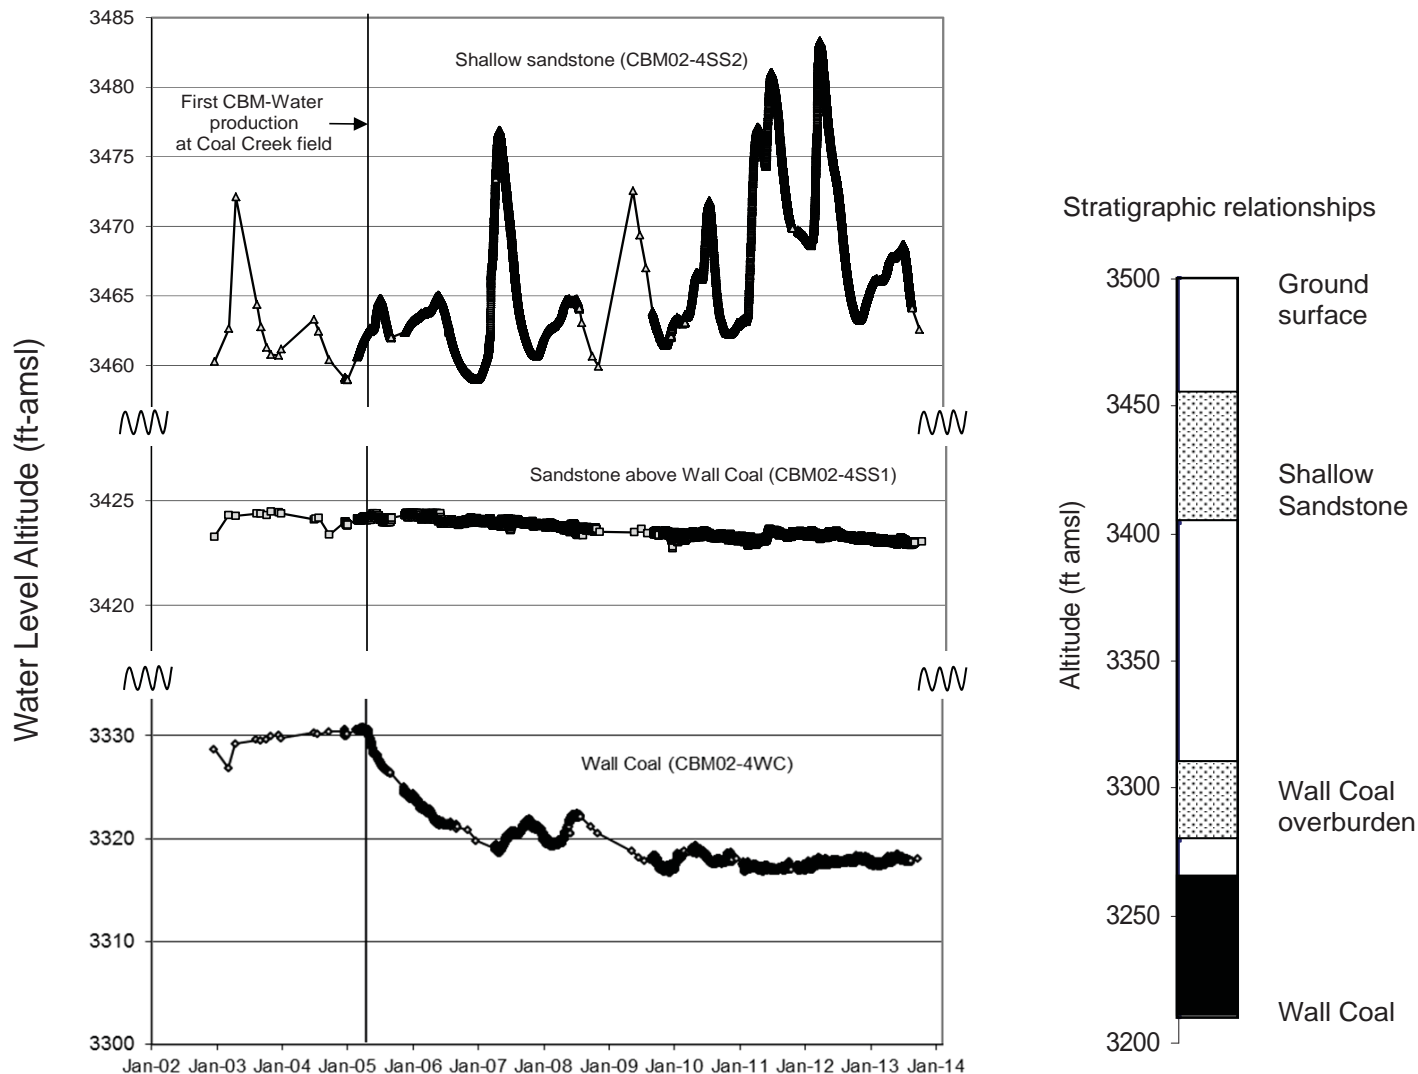 Water Level Altitude (ft-amsl)
3485
3480
3475
3470
3465
3460
Shallow sandstone (CBM02-4SS2)
First CBM-Water
production
at Coal Creek field
3425
3420
Sandstone above Wall Coal (CBM02-4SS1)
3330
3320
3310
3300
Wall Coal (CBM02-4WC)
Jan-02 Jan-03 Jan-04 Jan-05 Jan-06 Jan-07 Jan-08 Jan-09 Jan-10 Jan-11 Jan-12 Jan-13 Jan-14
Stratigraphic relationships
Altitude (ft amsl)
3500
3450
3400
3350
3300
3250
3200
Ground
surface
Shallow
Sandstone
Wall Coal
overburden
Wall Coal